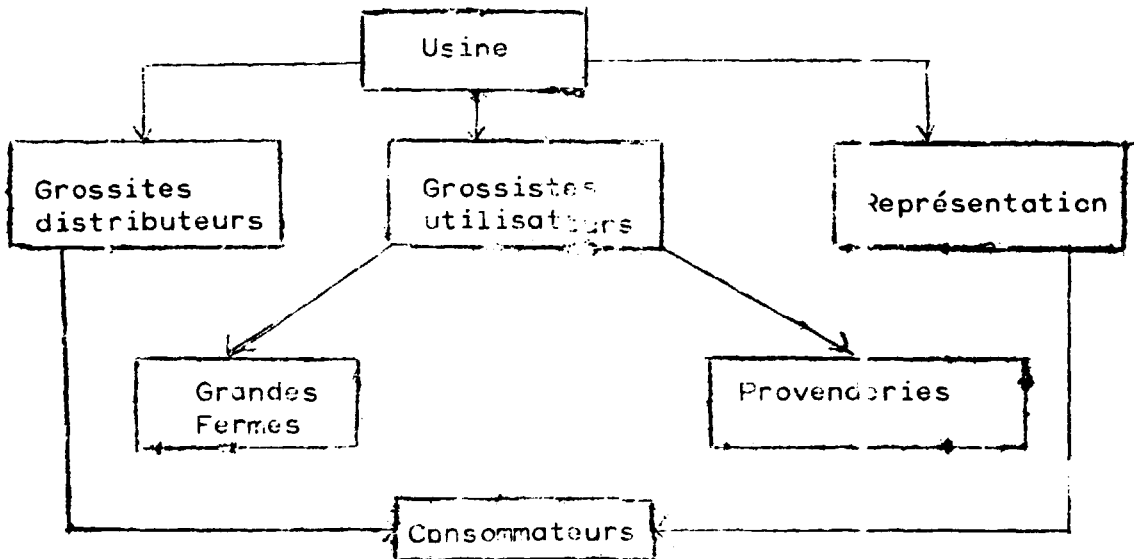 Usine
Grossites
distributeurs
Grossistes
utilisateurs
Représentation
Grandes
Fermes
Provenderies
Consommateurs